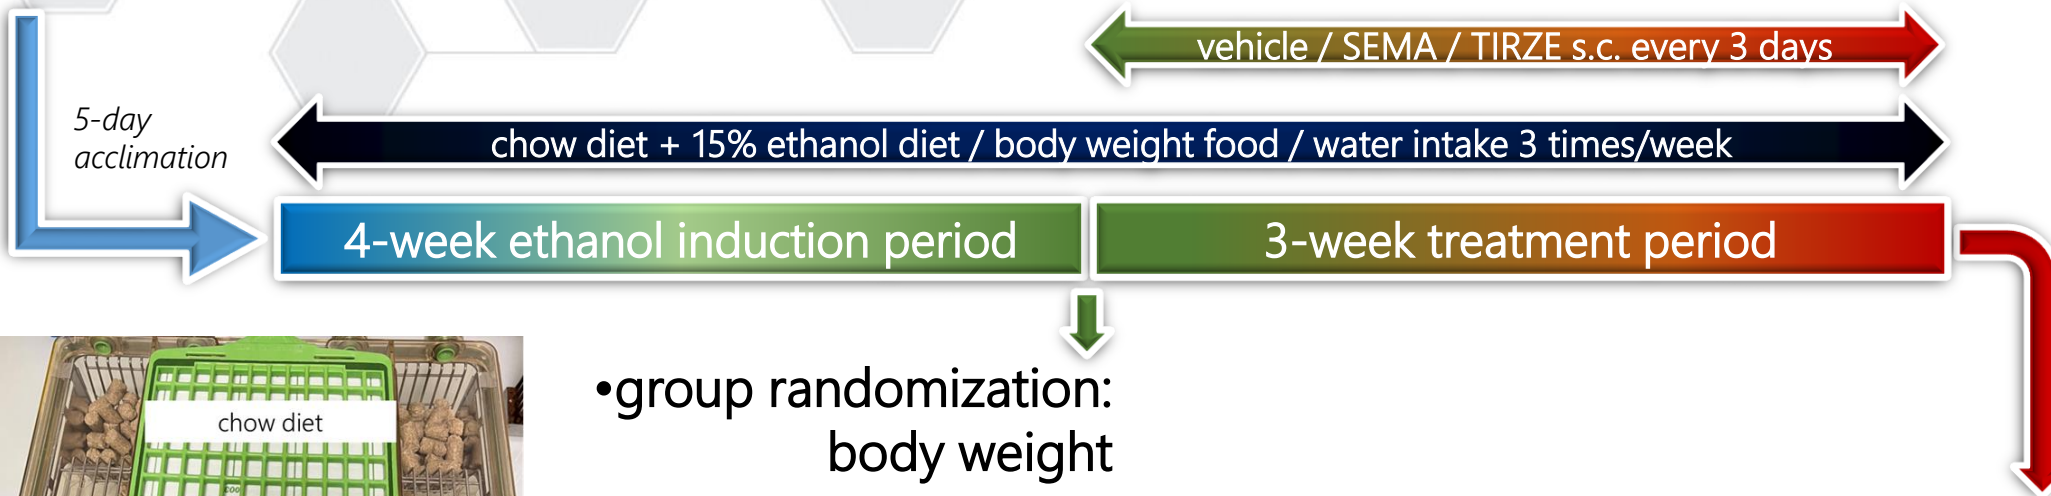 vehicle / SEMA / TIRZE s.c. every 3 days
5-day
acclimation
chow diet + 15% ethanol diet / body weight food / water intake 3 times/week
4-week ethanol induction period
3-week treatment period
•group randomization:
body weight
chow diet